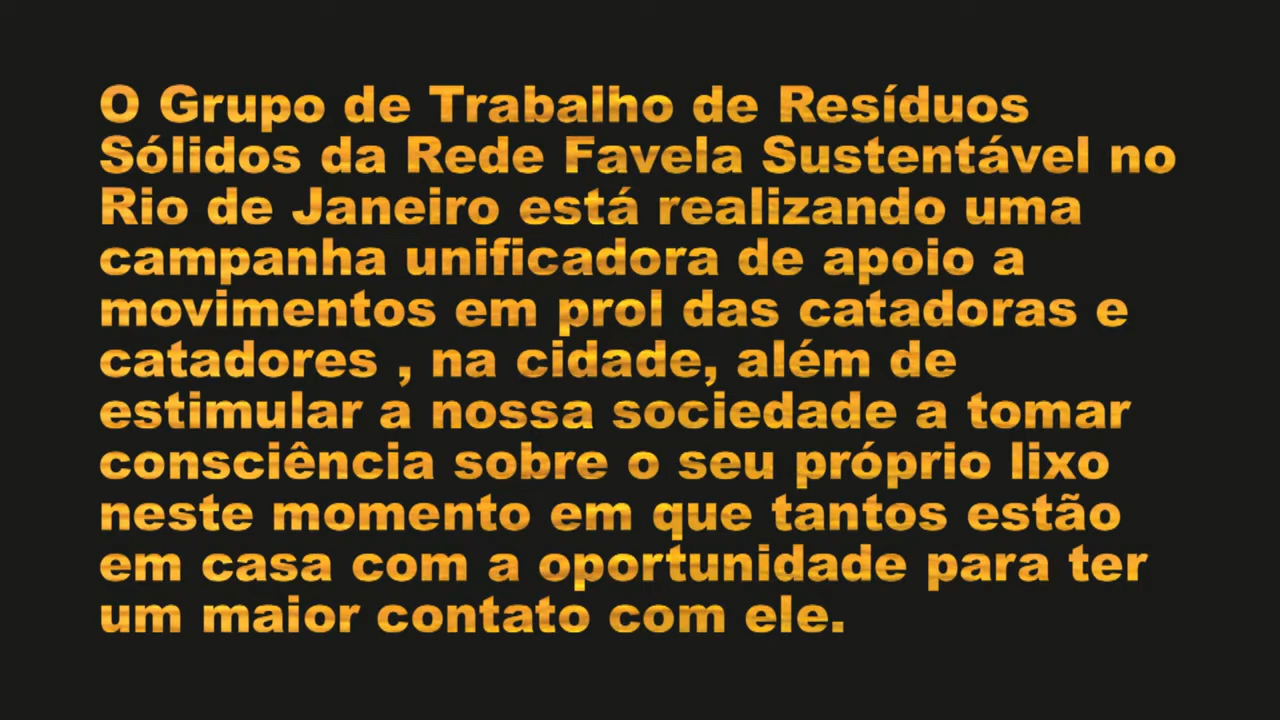 O Grupo de Trabalho de Resíduos
Sólidos da Rede Favela Sustentável no
Rio de Janeiro está realizando uma
campanha unificadora de apoio a
movimentos em prol das catadoras e
catadores , na cidade, além de
estimular a nossa sociedade a tomar
consciência sobre o seu próprio lixo
neste momento em que tantos estão
em casa com a oportunidade para ter
um maior contato com ele.